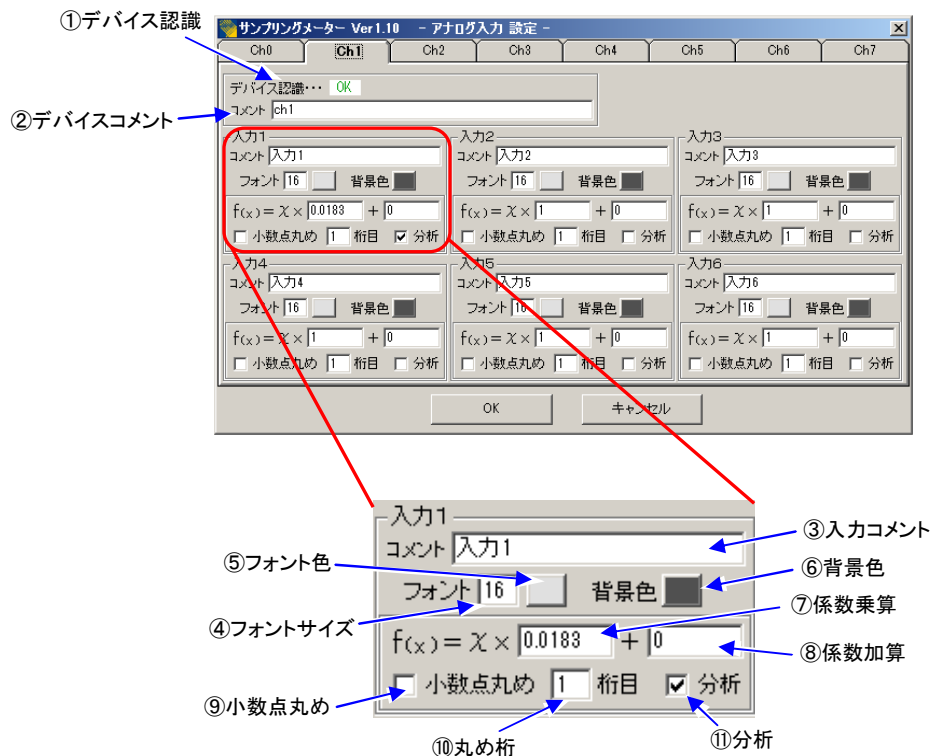 ①デバイス認識
サンプリングメーター Ver1.10 － アナログ入力 設定 －
Ch0 Ch1 Ch2 Ch3 Ch4 Ch5 Ch6 Ch7
デバイス認識・・・ OK
コメント ch1
②デバイスコメント
入力1 入力2 入力3
コメント 入力1 コメント 入力2 コメント 入力3
フォント 16 背景色 フォント 16 背景色 フォント 16 背景色
f(x)=χ× 0.0183 + 0 f(x)=χ× 1 + 0 f(x)=χ× 1 + 0
小数点丸め 1 桁目 分析 小数点丸め 1 桁目 分析 小数点丸め 1 桁目 分析
入力4 入力5 入力6
コメント 入力4 コメント 入力5 コメント 入力6
フォント 16 背景色 フォント 16 背景色 フォント 16 背景色
f(x)=χ× 1 + 0 f(x)=χ× 1 + 0 f(x)=χ× 1 + 0
小数点丸め 1 桁目 分析 小数点丸め 1 桁目 分析 小数点丸め 1 桁目 分析
OK キャンセル
入力1
コメント 入力1
③入力コメント
⑤フォント色
フォント 16 背景色
⑥背景色
④フォントサイズ
⑦係数乗算
f(x)=χ× 0.0183 + 0
⑧係数加算
小数点丸め 1 桁目 分析
⑨小数点丸め
⑩丸め桁
⑪分析